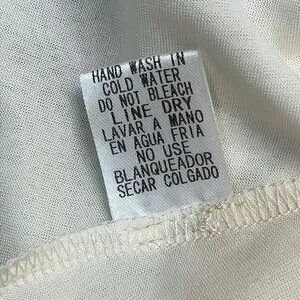 HAND WASH IN
COLD WATER
DO NOT BLEACH
LINE DRY
LAVAR A MANO
EN AGUA FRIA
NO USE
BLANQUEADOR
SECAR COLGADO